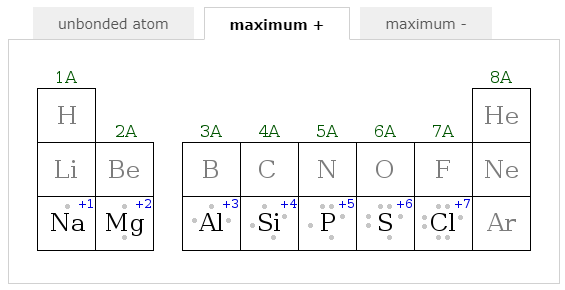 unbonded atom maximum + maximum -
1A 8A
H He
2A 3A 4A 5A 6A 7A
Li Be B C N O F Ne
+1 +2 +3 +4 +5 +6 +7
Na Mg Al Si P S Cl Ar